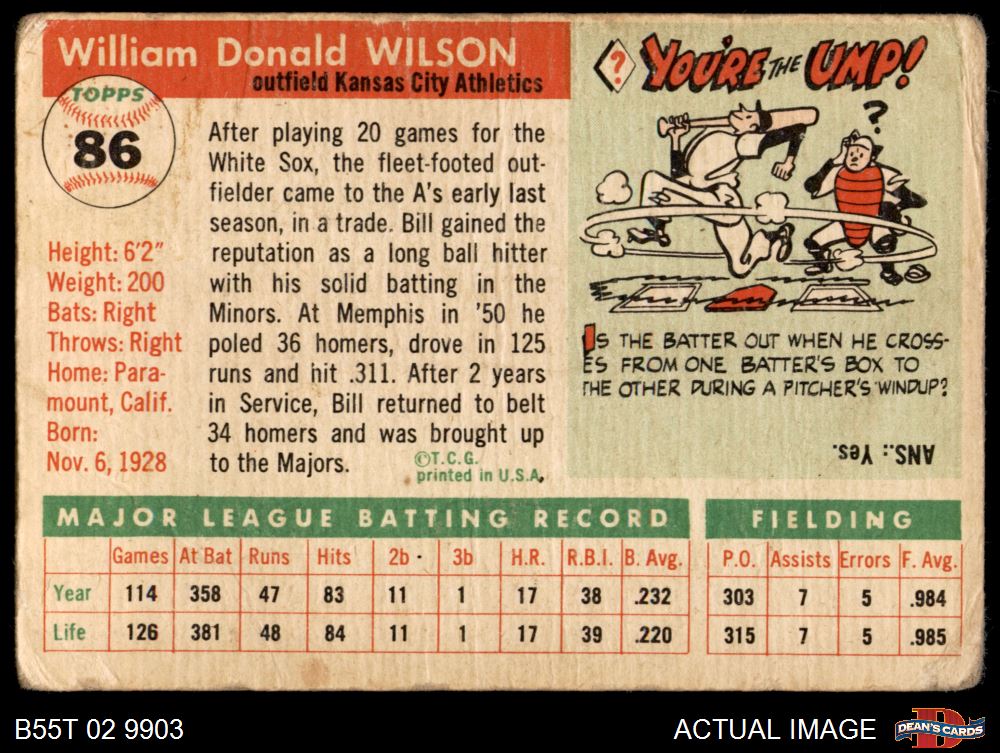 William Donald WILSON
outfield Kansas City Athletics
TOPPS
86
Height: 6'2"
Weight: 200
Bats: Right
Throws: Right
Home: Para-
mount, Calif.
Born:
Nov. 6, 1928
After playing 20 games for the
White Sox, the fleet-footed out-
fielder came to the A's early last
season, in a trade. Bill gained the
reputation as a long ball hitter
with his solid batting in the
Minors. At Memphis in '50 he
poled 36 homers, drove in 125
runs and hit .311. After 2 years
in Service, Bill returned to belt
34 homers and was brought up
to the Majors.
©T.C.G.
printed in U.S.A.
? YOU'RE THE UMP!
?
IS THE BATTER OUT WHEN HE CROSS-
ES FROM ONE BATTER'S BOX TO
THE OTHER DURING A PITCHER'S WINDUP?
ANS.: Yes.
MAJOR LEAGUE BATTING RECORD
Games At Bat Runs Hits 2b 3b H.R. R.B.I. B. Avg.
Year 114 358 47 83 11 1 17 38 .232
Life 126 381 48 84 11 1 17 39 .220
FIELDING
P.O. Assists Errors F. Avg.
303 7 5 .984
315 7 5 .985
B55T 02 9903
ACTUAL IMAGE
D
DEAN'S CARDS